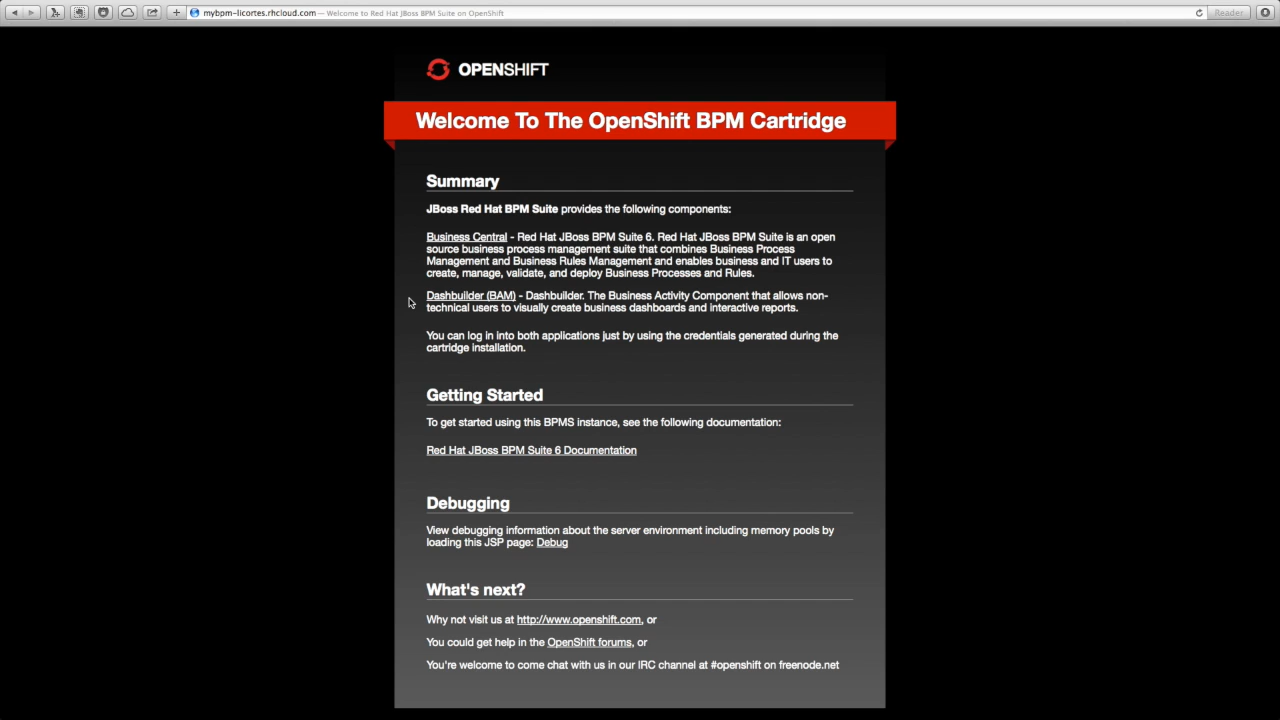 mybpm-licortes.rhcloud.com — Welcome to Red Hat JBoss BPM Suite on OpenShift
Reader
OPENSHIFT
Welcome To The OpenShift BPM Cartridge
Summary
JBoss Red Hat BPM Suite provides the following components:
Business Central - Red Hat JBoss BPM Suite 6. Red Hat JBoss BPM Suite is an open
source business process management suite that combines Business Process
Management and Business Rules Management and enables business and IT users to
create, manage, validate, and deploy Business Processes and Rules.
Dashbuilder (BAM) - Dashbuilder. The Business Activity Component that allows non-
technical users to visually create business dashboards and interactive reports.
You can log in into both applications just by using the credentials generated during the
cartridge installation.
Getting Started
To get started using this BPMS instance, see the following documentation:
Red Hat JBoss BPM Suite 6 Documentation
Debugging
View debugging information about the server environment including memory pools by
loading this JSP page: Debug
What's next?
Why not visit us at http://www.openshift.com, or
You could get help in the OpenShift forums, or
You're welcome to come chat with us in our IRC channel at #openshift on freenode.net